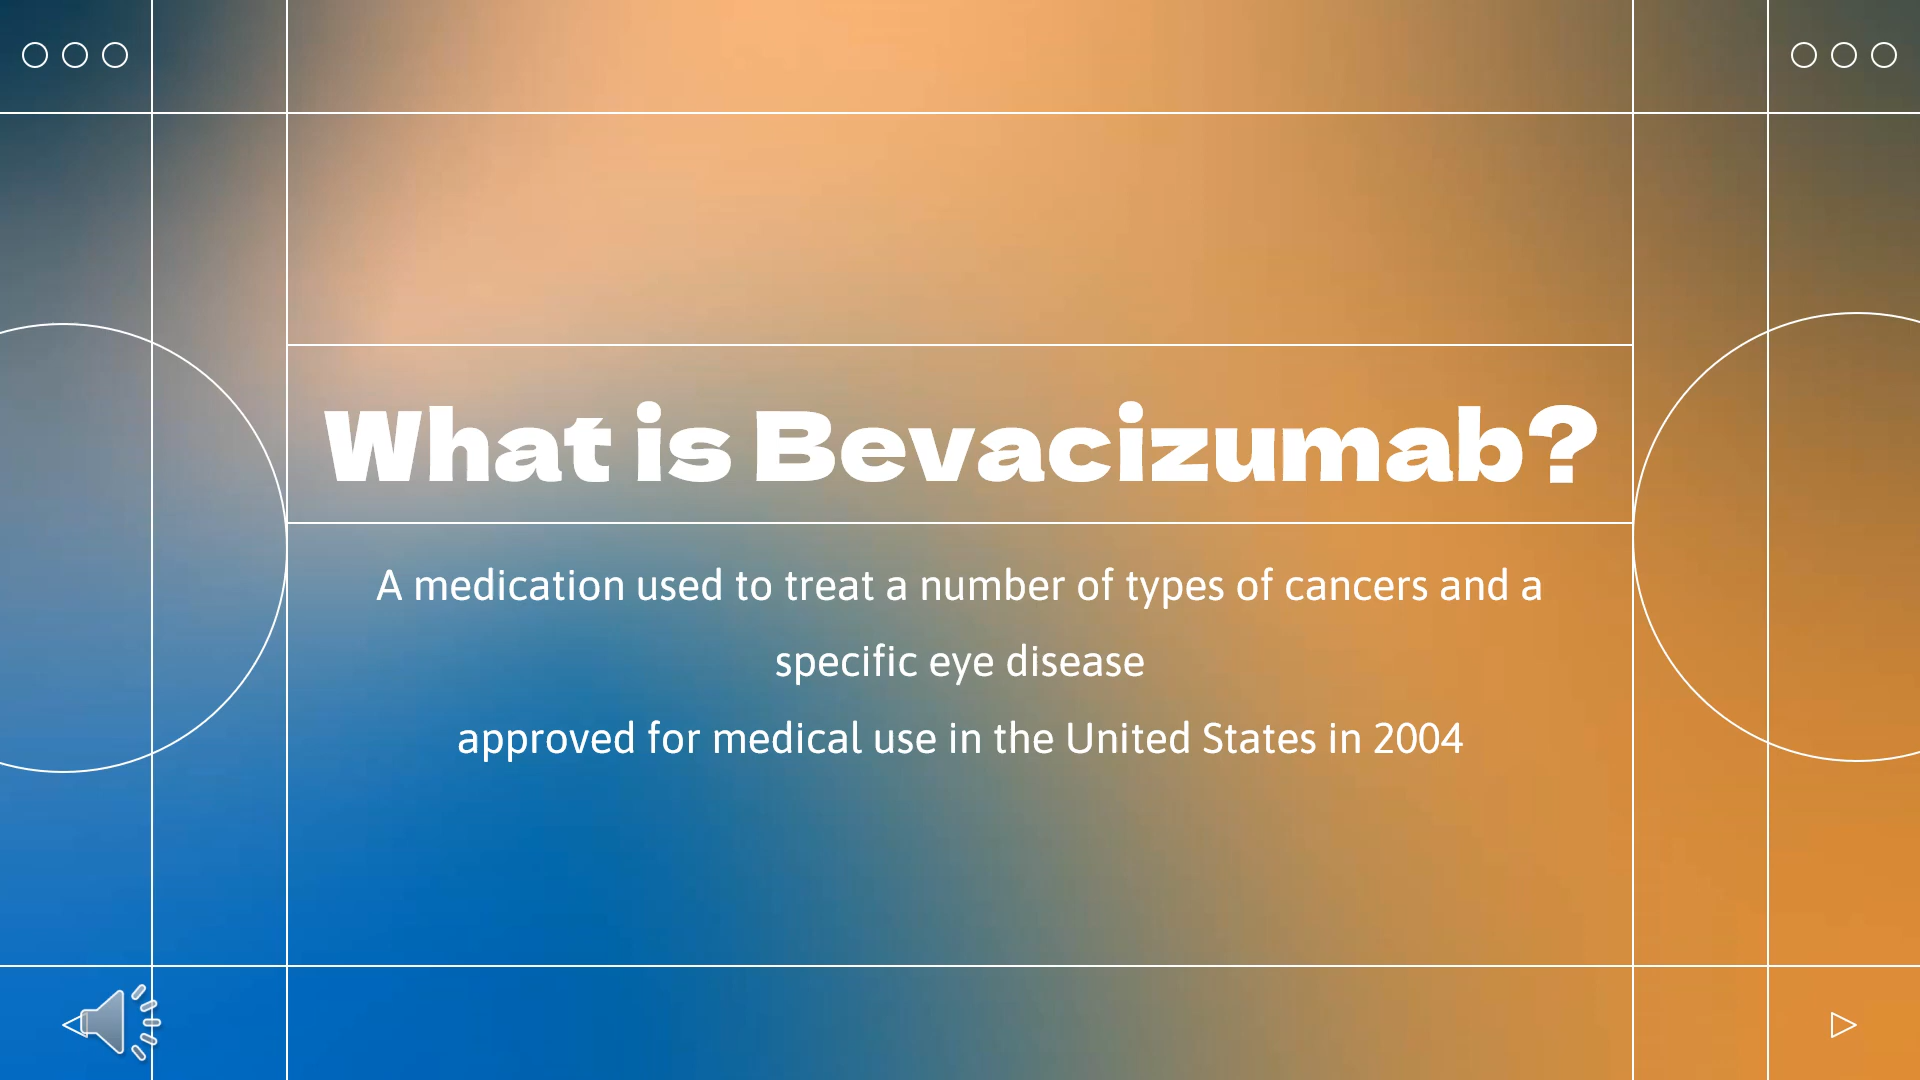 What is Bevacizumab?
A medication used to treat a number of types of cancers and a
specific eye disease
approved for medical use in the United States in 2004